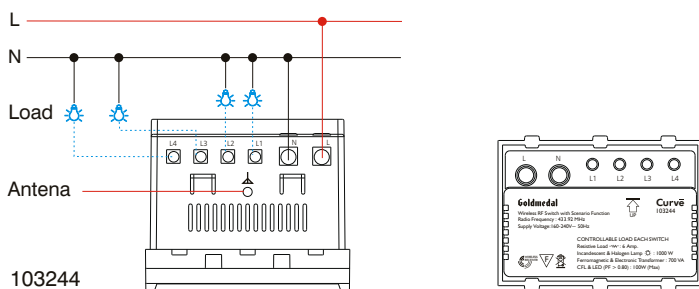 L
N
Load
L4 L3 L2 L1 N L
Antena
103244
L N L1 L2 L3 L4
Goldmedal
Wireless RF Switch with Scenario Function
Radio Frequency : 433.92 MHz
Supply Voltage 160-240V~ 50Hz
UP
Curvē
103244
CONTROLLABLE LOAD EACH SWITCH
Resistive Load : 6 Amp.
Incandescent & Halogen Lamp : 1000 W
Ferromagnetic & Electronic Transformer : 700 VA
CFL & LED (PF > 0.80) : 100W (Max)